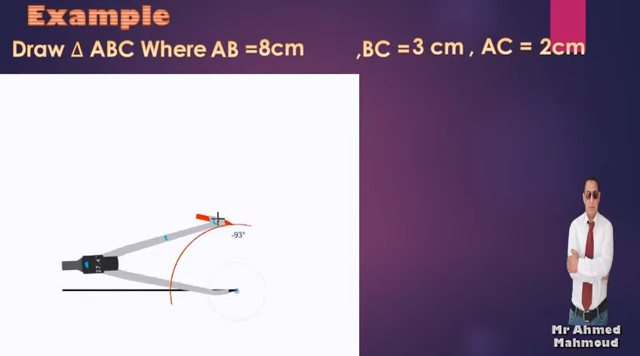 Example
Draw Δ ABC Where AB =8cm ,BC =3 cm , AC = 2cm
-93°
Mr Ahmed
Mahmoud